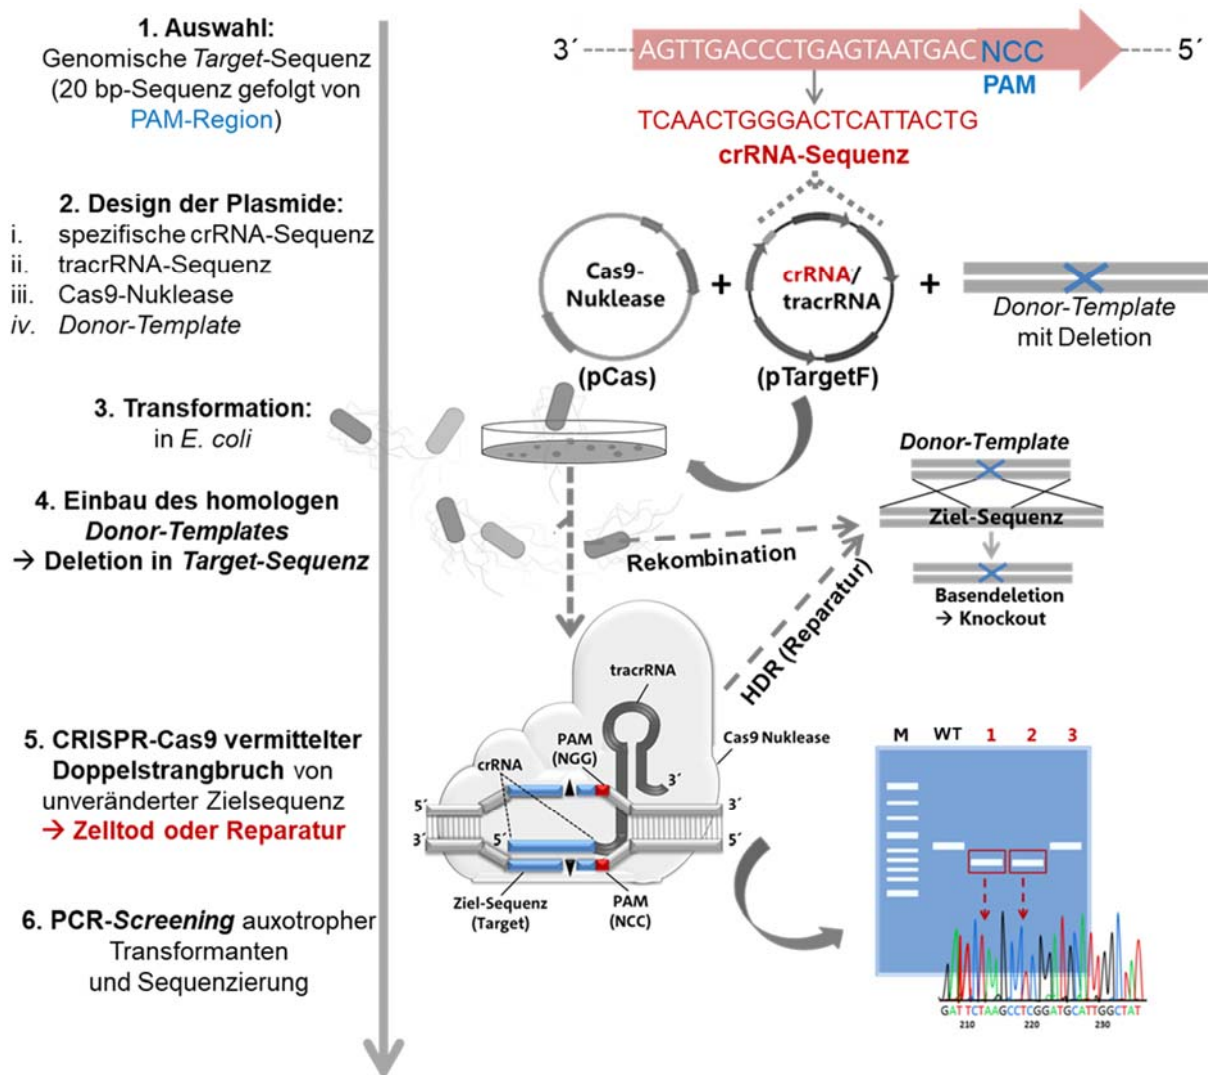 1. Auswahl:
Genomische Target-Sequenz
(20 bp-Sequenz gefolgt von
PAM-Region)
3´
AGTTGACCCTGAGTAATGACNCC
5´
PAM
TCAACTGGGACTCATTACTG
crRNA-Sequenz
2. Design der Plasmide:
i. spezifische crRNA-Sequenz
ii. tracrRNA-Sequenz
iii. Cas9-Nuklease
iv. Donor-Template
Cas9-
Nuklease
(pCas)
+
crRNA/
tracrRNA
(pTargetF)
+
Donor-Template
mit Deletion
3. Transformation:
in E. coli
4. Einbau des homologen
Donor-Templates
→ Deletion in Target-Sequenz
Rekombination
HDR (Reparatur)
Donor-Template
Ziel-Sequenz
Basendeletion
→ Knockout
5. CRISPR-Cas9 vermittelter
Doppelstrangbruch von
unveränderter Zielsequenz
→ Zelltod oder Reparatur
tracrRNA
PAM
(NGG)
crRNA
Cas9 Nuklease
3´
5´
3´
3´
5´
5´
Ziel-Sequenz
(Target)
PAM
(NCC)
6. PCR-Screening auxotropher
Transformanten
und Sequenzierung
M WT 1 2 3
GATTCTAAGCCTCGGATGCATTGGCTAT
210 220 230